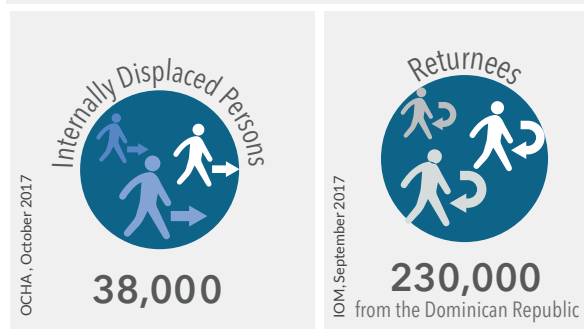 Internally Displaced Persons
OCHA, October 2017
38,000
Returnees
IOM, September 2017
230,000
from the Dominican Republic